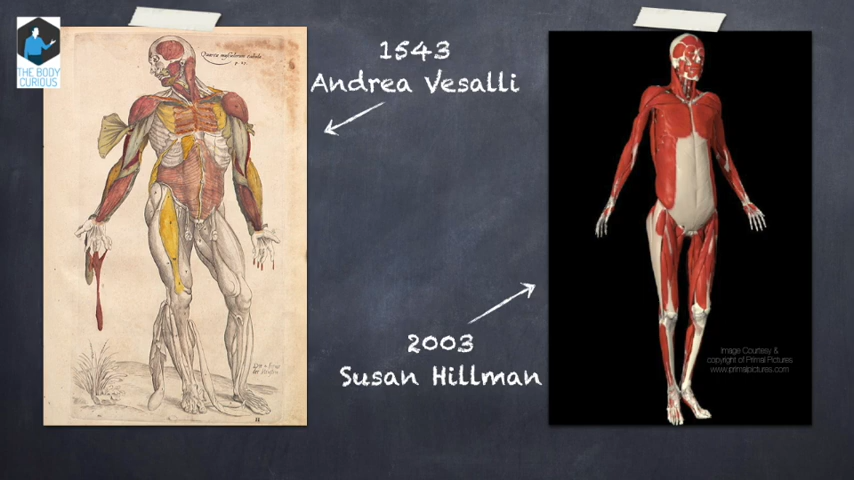 THE BODY
CURIOUS
1543
Andrea Vesalli
2003
Susan Hillman
Image Courtesy &
copyright of Primal Pictures
www.primalpictures.com